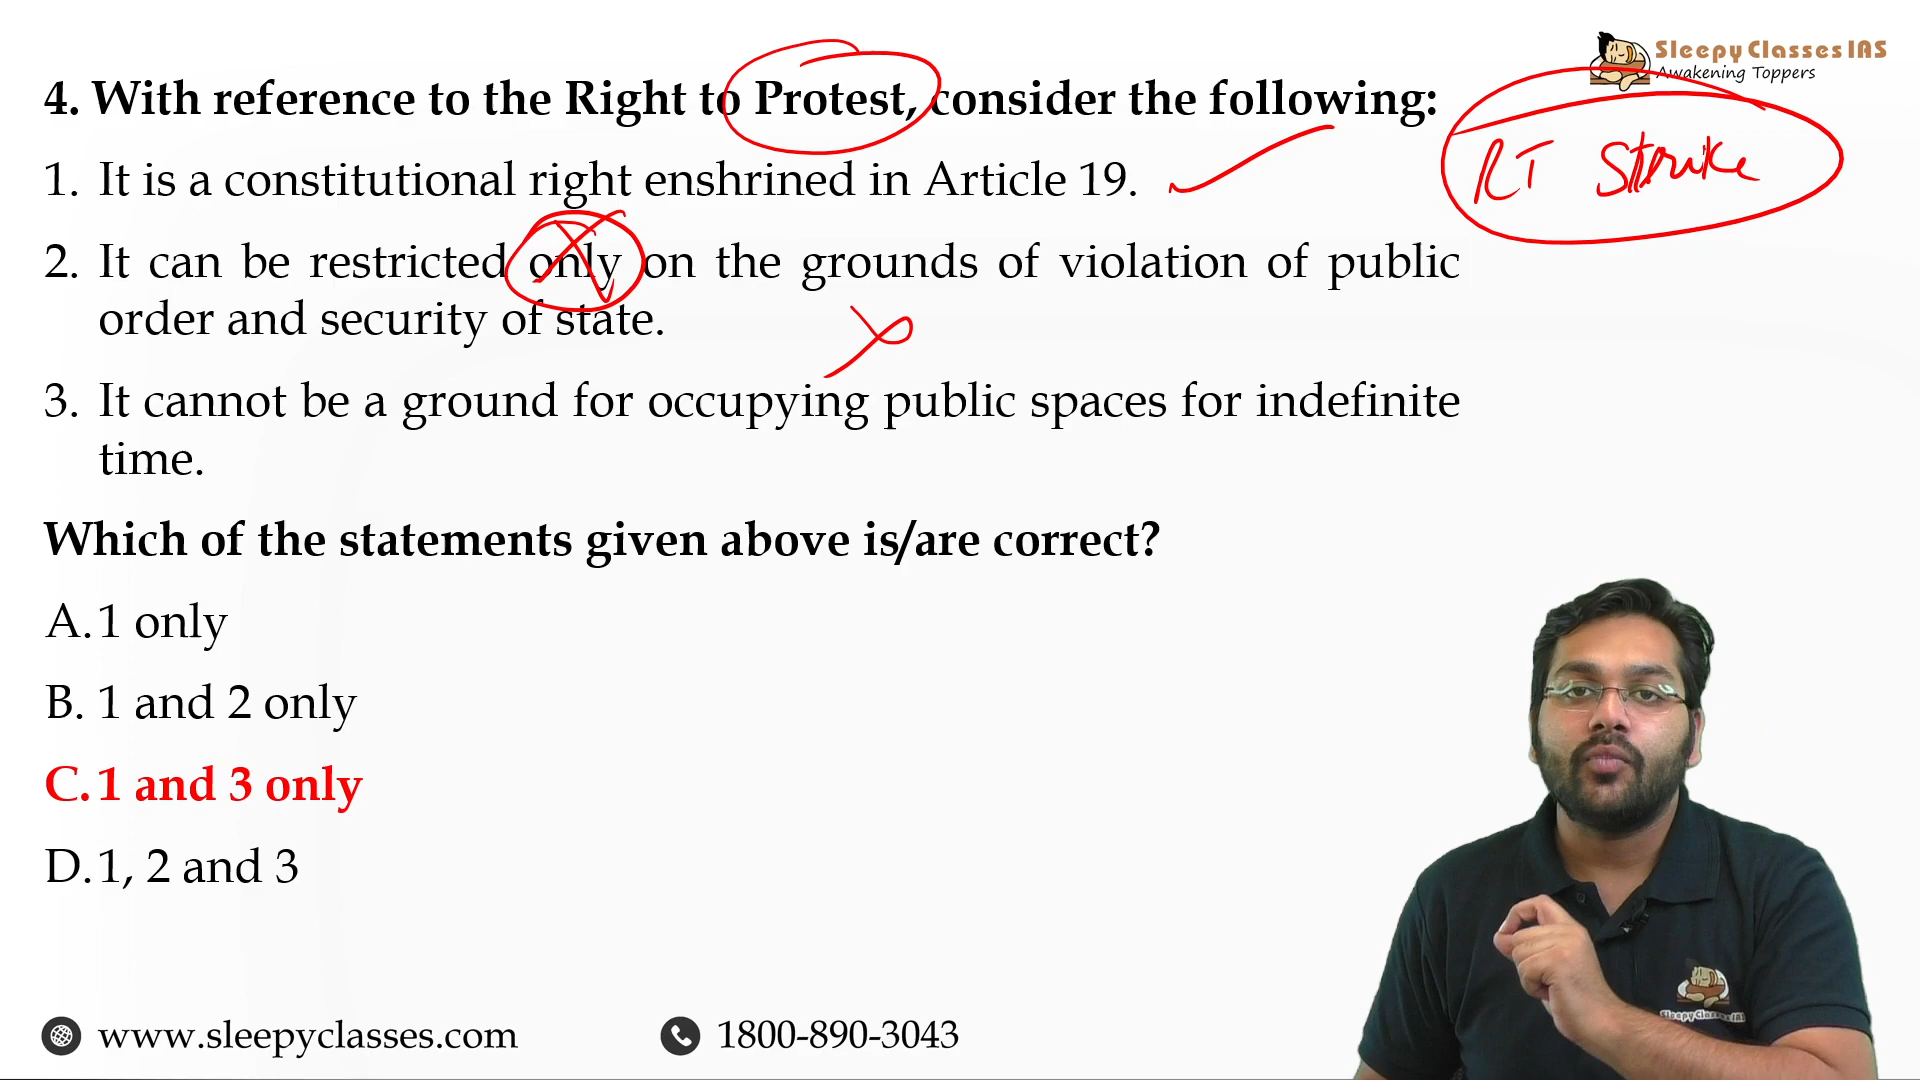 Sleepy Classes IAS
Awakening Toppers
4. With reference to the Right to Protest, consider the following:
RT Strike
1. It is a constitutional right enshrined in Article 19.
2. It can be restricted only on the grounds of violation of public
order and security of state.
3. It cannot be a ground for occupying public spaces for indefinite
time.
Which of the statements given above is/are correct?
A. 1 only
B. 1 and 2 only
C. 1 and 3 only
D. 1, 2 and 3
Sleepy Classes IAS
www.sleepyclasses.com
1800-890-3043